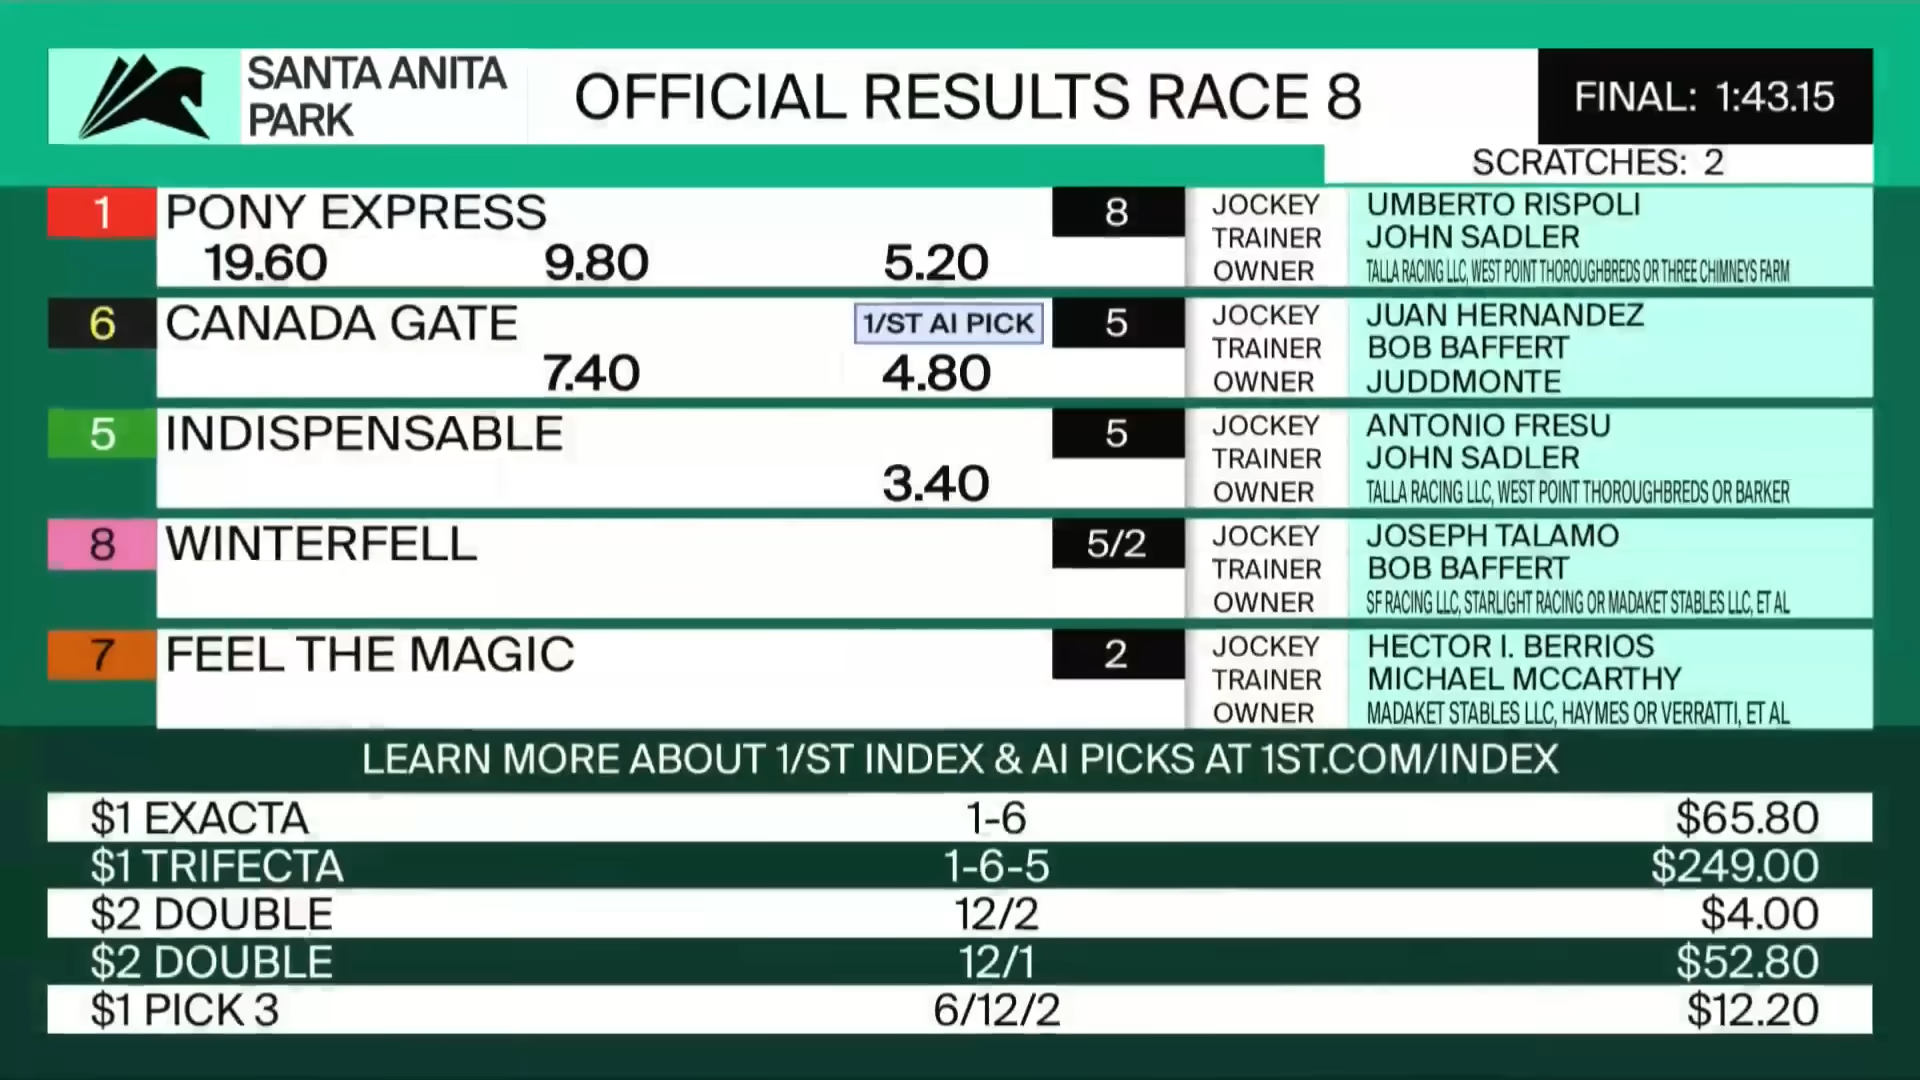 SANTA ANITA
PARK
OFFICIAL RESULTS RACE 8
FINAL: 1:43.15
SCRATCHES: 2
1 PONY EXPRESS 8
19.60 9.80 5.20
JOCKEY UMBERTO RISPOLI
TRAINER JOHN SADLER
OWNER TALLA RACING LLC, WEST POINT THOROUGHBREDS OR THREE CHIMNEYS FARM
6 CANADA GATE 1/ST AI PICK 5
7.40 4.80
JOCKEY JUAN HERNANDEZ
TRAINER BOB BAFFERT
OWNER JUDDMONTE
5 INDISPENSABLE 5
3.40
JOCKEY ANTONIO FRESU
TRAINER JOHN SADLER
OWNER TALLA RACING LLC, WEST POINT THOROUGHBREDS OR BARKER
8 WINTERFELL 5/2
JOCKEY JOSEPH TALAMO
TRAINER BOB BAFFERT
OWNER SF RACING LLC, STARLIGHT RACING OR MADAKET STABLES LLC, ET AL
7 FEEL THE MAGIC 2
JOCKEY HECTOR I. BERRIOS
TRAINER MICHAEL MCCARTHY
OWNER MADAKET STABLES LLC, HAYMES OR VERRATTI, ET AL
LEARN MORE ABOUT 1/ST INDEX & AI PICKS AT 1ST.COM/INDEX
$1 EXACTA 1-6 $65.80
$1 TRIFECTA 1-6-5 $249.00
$2 DOUBLE 12/2 $4.00
$2 DOUBLE 12/1 $52.80
$1 PICK 3 6/12/2 $12.20